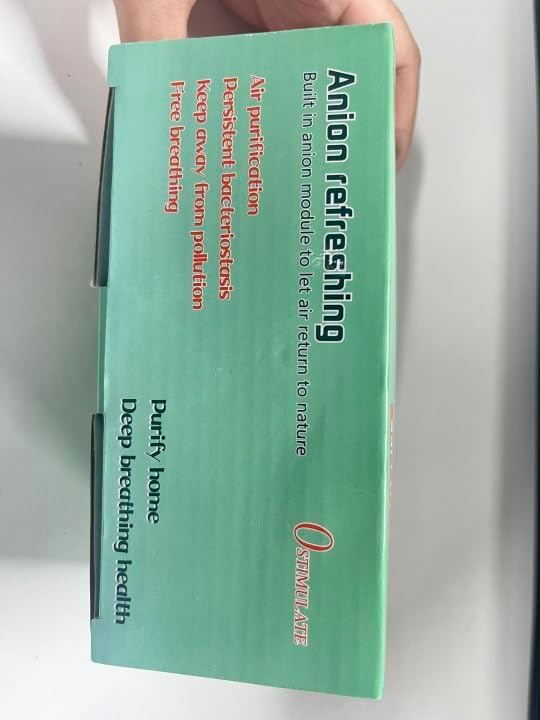 Anion refreshing
Built in anion module to let air return to nature
Air purification
Persistent bacteriostasis
Keep away from pollution
Free breathing
O STIMULATE
Purify home
Deep breathing health